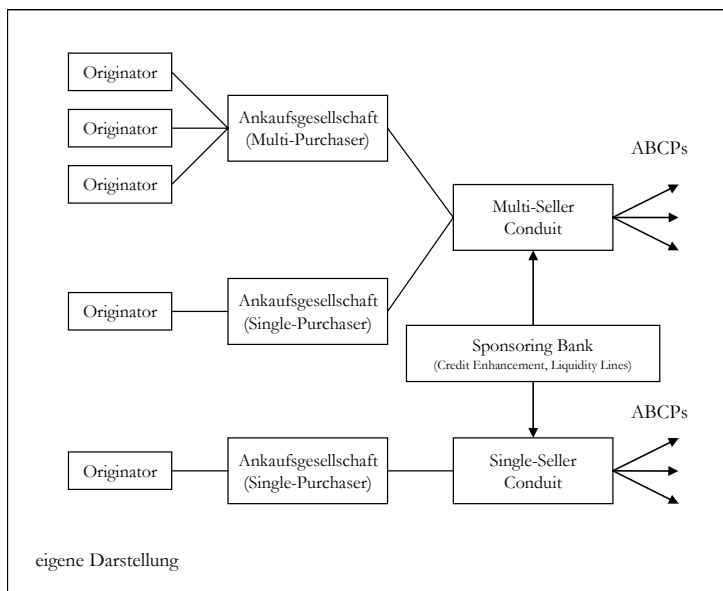 Originator
Originator
Originator
Ankaufsgesellschaft
(Multi-Purchaser)
ABCPs
Multi-Seller
Conduit
Originator
Ankaufsgesellschaft
(Single-Purchaser)
Sponsoring Bank
(Credit Enhancement, Liquidity Lines)
ABCPs
Originator
Ankaufsgesellschaft
(Single-Purchaser)
Single-Seller
Conduit
eigene Darstellung